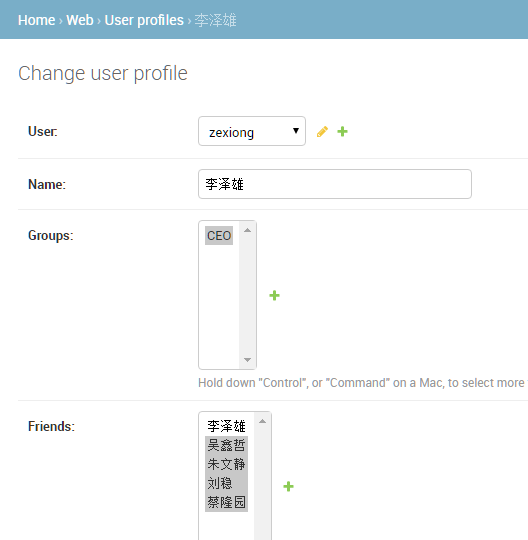 Home › Web › User profiles › 李泽雄
Change user profile
User: zexiong
Name: 李泽雄
Groups: CEO
Hold down "Control", or "Command" on a Mac, to select more
Friends: 李泽雄
吴鑫哲
朱文静
刘稳
蔡隆园